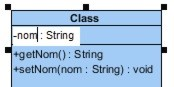 Class
-nom : String
+getNom() : String
+setNom(nom : String) : void